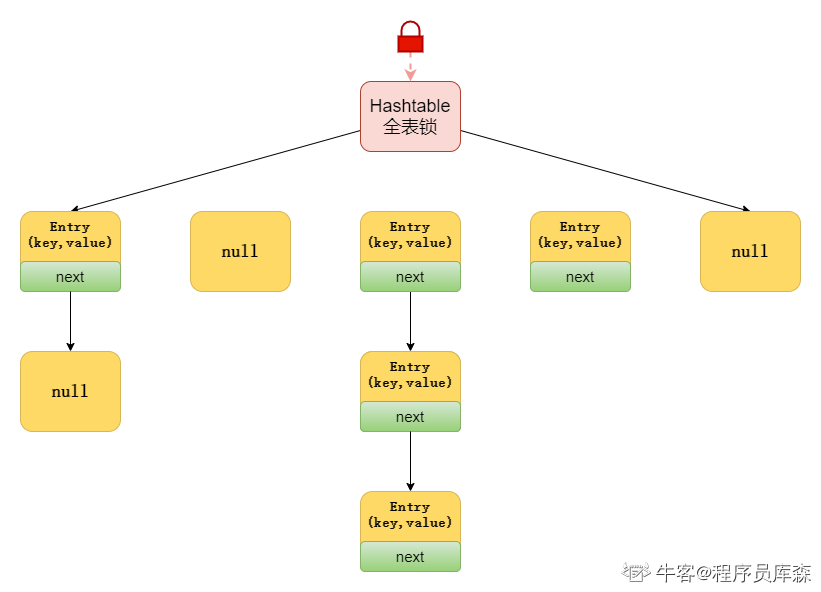 Hashtable
全表锁
Entry
(key,value)
next
null
Entry
(key,value)
next
Entry
(key,value)
next
null
null
Entry
(key,value)
next
Entry
(key,value)
next
牛客@程序员库森